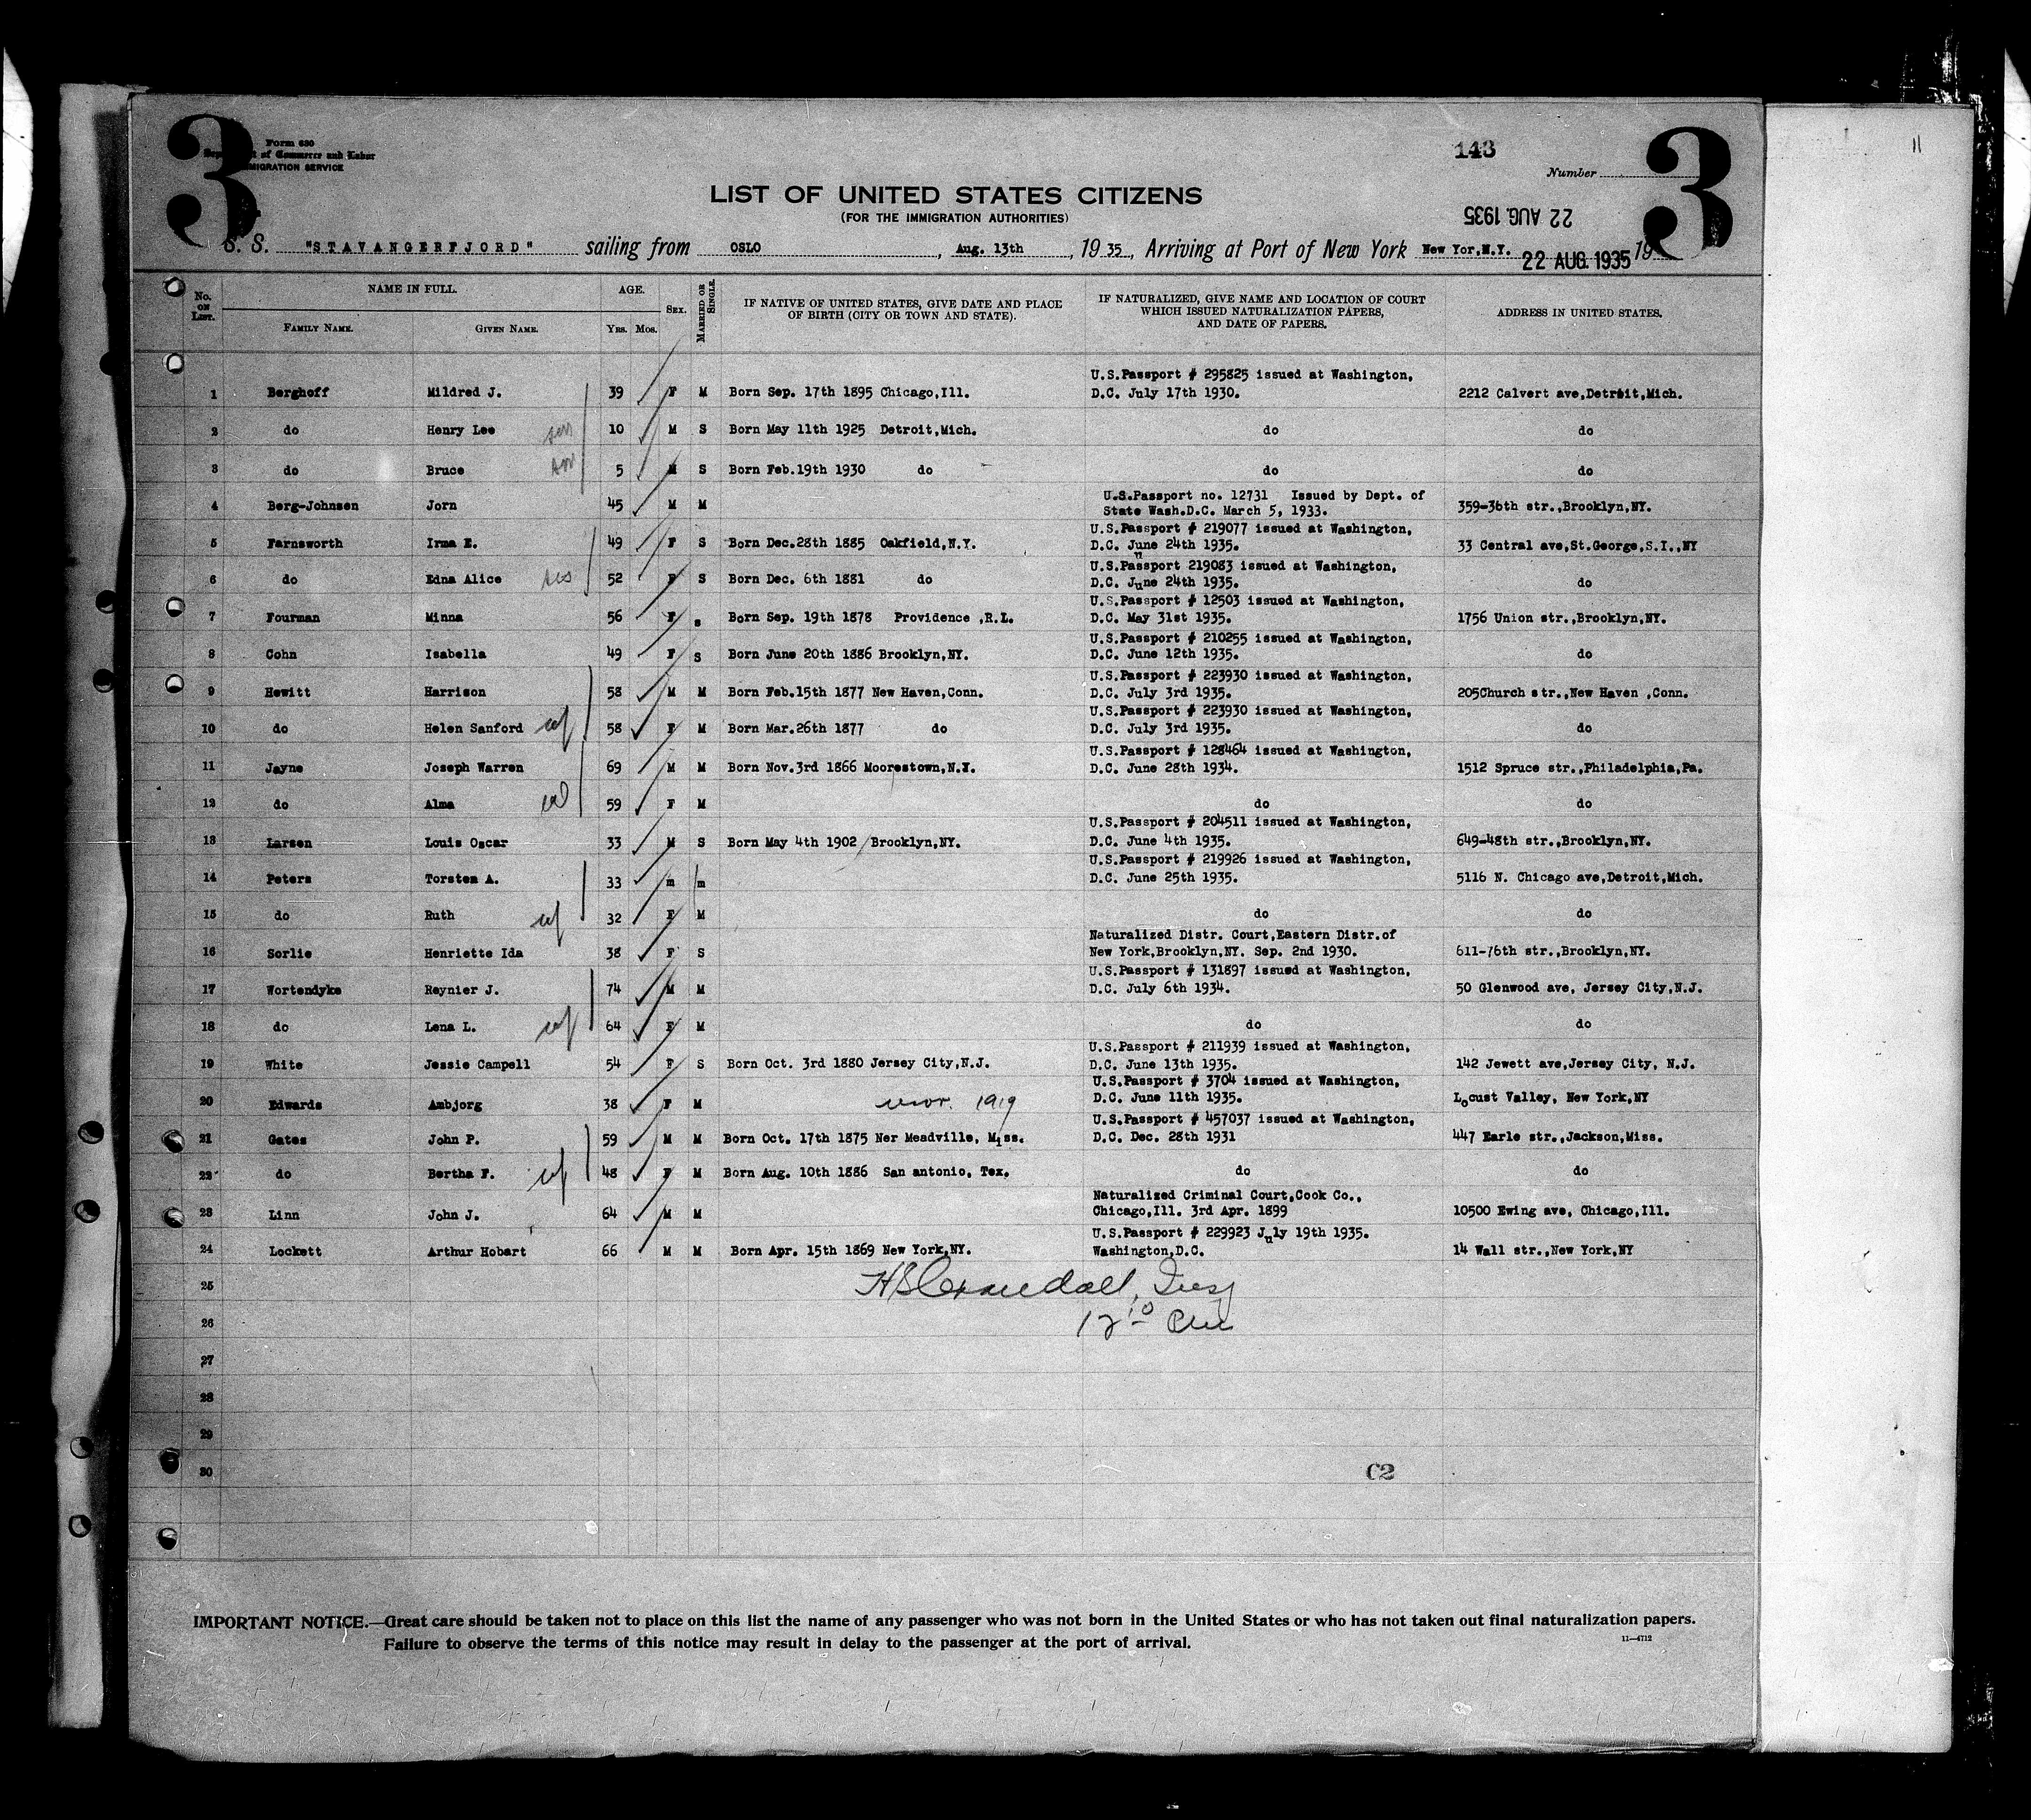 3
Form 630
Department of Commerce and Labor
IMMIGRATION SERVICE
143
Number
3
LIST OF UNITED STATES CITIZENS
(FOR THE IMMIGRATION AUTHORITIES)
22 AUG. 1935
S. S. "STAVANGERFJORD" sailing from OSLO, Aug. 13th, 1935, Arriving at Port of New York New Yor,N.Y. 22 AUG. 1935 19
No. on List. NAME IN FULL. Family Name. Given Name. AGE. Yrs. Mos. Sex. Married or Single. IF NATIVE OF UNITED STATES, GIVE DATE AND PLACE OF BIRTH (CITY OR TOWN AND STATE). IF NATURALIZED, GIVE NAME AND LOCATION OF COURT WHICH ISSUED NATURALIZATION PAPERS, AND DATE OF PAPERS. ADDRESS IN UNITED STATES.
1 Berghoff Mildred J. 39 F M Born Sep. 17th 1895 Chicago,Ill. U.S.Passport # 295825 issued at Washington, D.C. July 17th 1930. 2212 Calvert ave,Detroit,Mich.
2 do Henry Lee son 10 M S Born May 11th 1925 Detroit,Mich. do do
3 do Bruce son 5 M S Born Feb.19th 1930 do do do
4 Berg-Johnsen Jorn 45 M M U.S.Passport no. 12731 Issued by Dept. of State Wash.D.C. March 5, 1933. 359-36th str.,Brooklyn,NY.
5 Farnsworth Irma E. 49 F S Born Dec.28th 1885 Oakfield,N.Y. U.S.Passport # 219077 issued at Washington, D.C. June 24th 1935. 33 Central ave,St.George,S.I.,NY
6 do Edna Alice sis 52 F S Born Dec. 6th 1881 do U.S.Passport 219083 issued at Washington, D.C. June 24th 1935. do
7 Fourman Minna 56 F s Born Sep. 19th 1878 Providence ,R.L. U.S.Passport # 12503 issued at Washington, D.C. May 31st 1935. 1756 Union str.,Brooklyn,NY.
8 Cohn Isabella 49 F S Born June 20th 1886 Brooklyn,NY. U.S.Passport # 210255 issued at Washington, D.C. June 12th 1935. do
9 Hewitt Harrison 58 M M Born Feb.15th 1877 New Haven,Conn. U.S.Passport # 223930 issued at Washington, D.C. July 3rd 1935. 205Church str.,New Haven ,Conn.
10 do Helen Sanford wf 58 F M Born Mar.26th 1877 do U.S.Passport # 223930 issued at Washington, D.C. July 3rd 1935. do
11 Jayne Joseph Warren 69 M M Born Nov.3rd 1866 Moorestown,N.Y. U.S.Passport # 128464 issued at Washington, D.C. June 28th 1934. 1512 Spruce str.,Philadelphia,Pa.
12 do Alma 59 F M do do
13 Larsen Louis Oscar 33 M S Born May 4th 1902 Brooklyn,NY. U.S.Passport # 204511 issued at Washington, D.C. June 4th 1935. 649-48th str.,Brooklyn,NY.
14 Peters Torsten A. 33 m m U.S.Passport # 219926 issued at Washington, D.C. June 25th 1935. 5116 N. Chicago ave,Detroit,Mich.
15 do Ruth wf 32 F M do do
16 Sorlie Henriette Ida 38 F S Naturalized Distr. Court,Eastern Distr.of New York,Brooklyn,NY. Sep. 2nd 1930. 611-76th str.,Brooklyn,NY.
17 Wortendyke Reynier J. 74 M M U.S.Passport # 131897 issued at Washington, D.C. July 6th 1934. 50 Glenwood ave, Jersey City,N.J.
18 do Lena L. wf 64 F M do do
19 White Jessie Campell 54 F S Born Oct. 3rd 1880 Jersey City,N.J. U.S.Passport # 211939 issued at Washington, D.C. June 13th 1935. 142 Jewett ave,Jersey City, N.J.
20 Edwards Ambjorg 38 F M 1919 U.S.Passport # 3704 issued at Washington, D.C. June 11th 1935. Locust Valley, New York,NY
21 Gates John P. 59 M M Born Oct. 17th 1875 Ner Meadville, Miss. U.S.Passport # 457037 issued at Washington, D.C. Dec. 28th 1931 447 Earle str.,Jackson,Miss.
22 do Bertha F. wf 48 F M Born Aug. 10th 1886 San antonio, Tex. do do
23 Linn John J. 64 M M Naturalized Criminal Court,Cook Co., Chicago,Ill. 3rd Apr. 1899 10500 Ewing ave, Chicago,Ill.
24 Lockett Arthur Hobart 66 M M Born Apr. 15th 1869 New York,NY. U.S.Passport # 229923 July 19th 1935. Washington,D.C. 14 Wall str.,New York,NY
25 HS Crandall, Insp
26
27
28
29
30 C2
IMPORTANT NOTICE.—Great care should be taken not to place on this list the name of any passenger who was not born in the United States or who has not taken out final naturalization papers.
Failure to observe the terms of this notice may result in delay to the passenger at the port of arrival.
11—4712